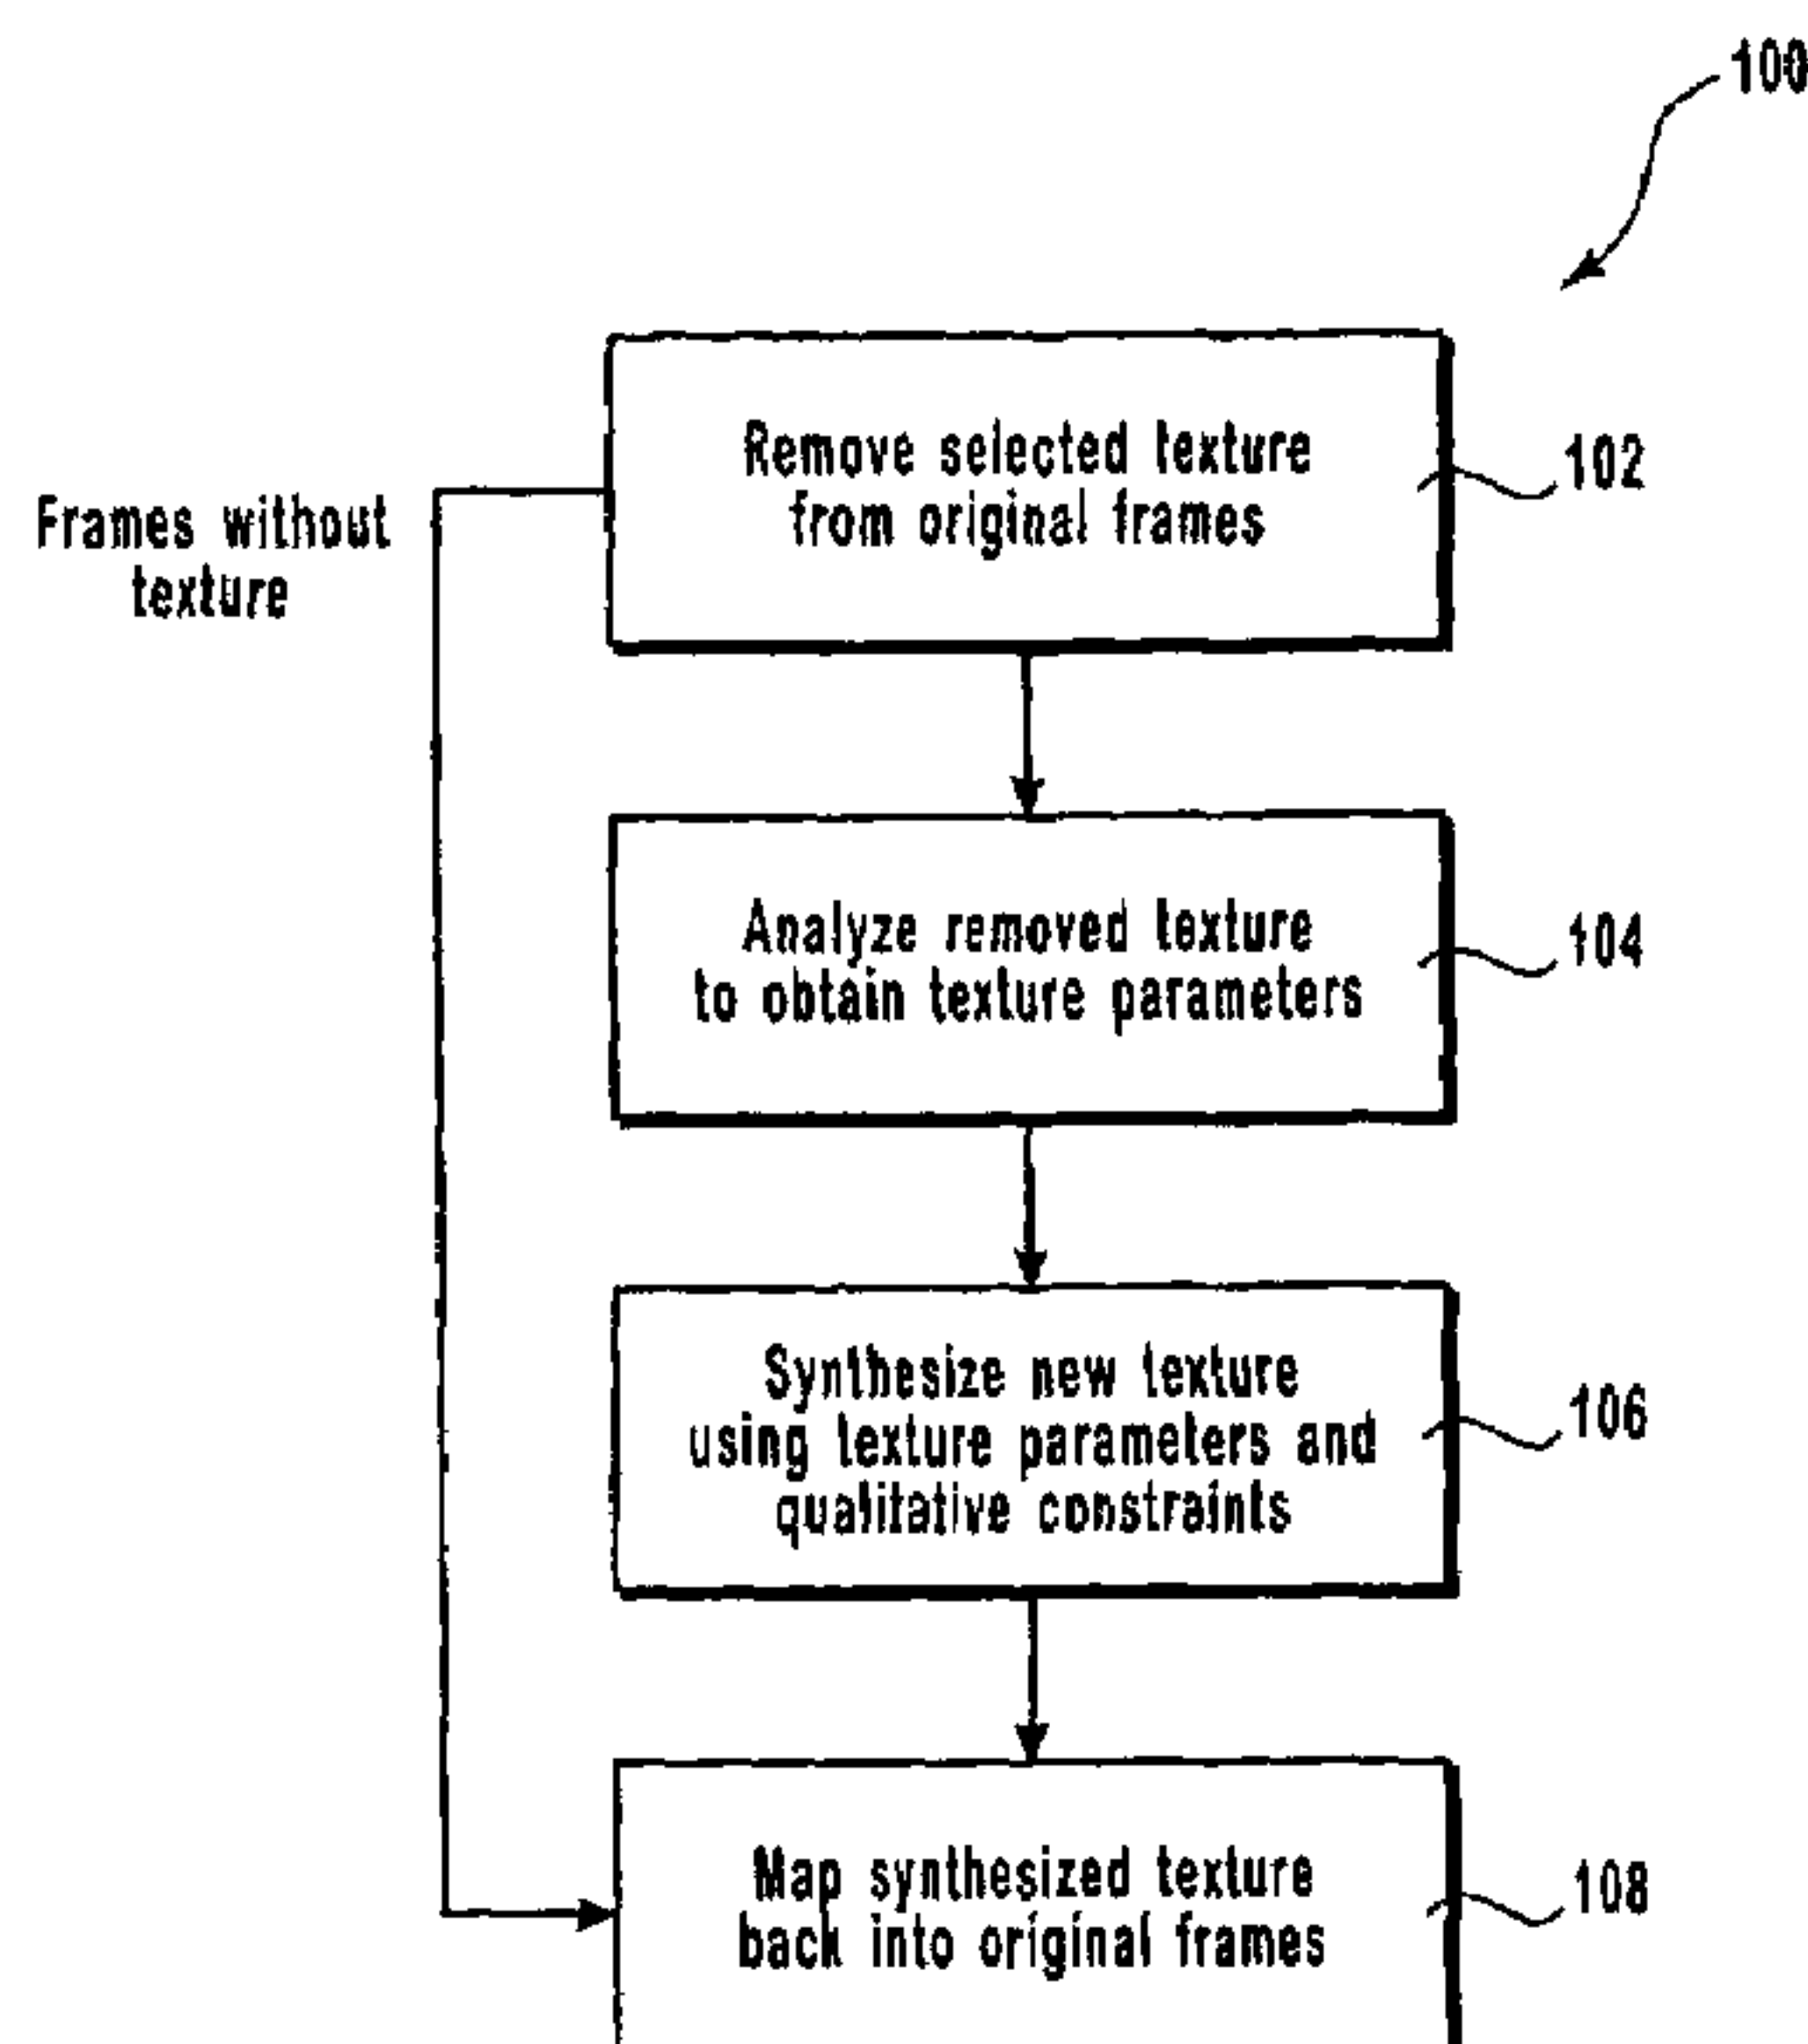 100
Remove selected texture
from original frames
102
Frames without
texture
Analyze removed texture
to obtain texture parameters
104
Synthesize new texture
using texture parameters and
qualitative constraints
106
Map synthesized texture
back into original frames
108